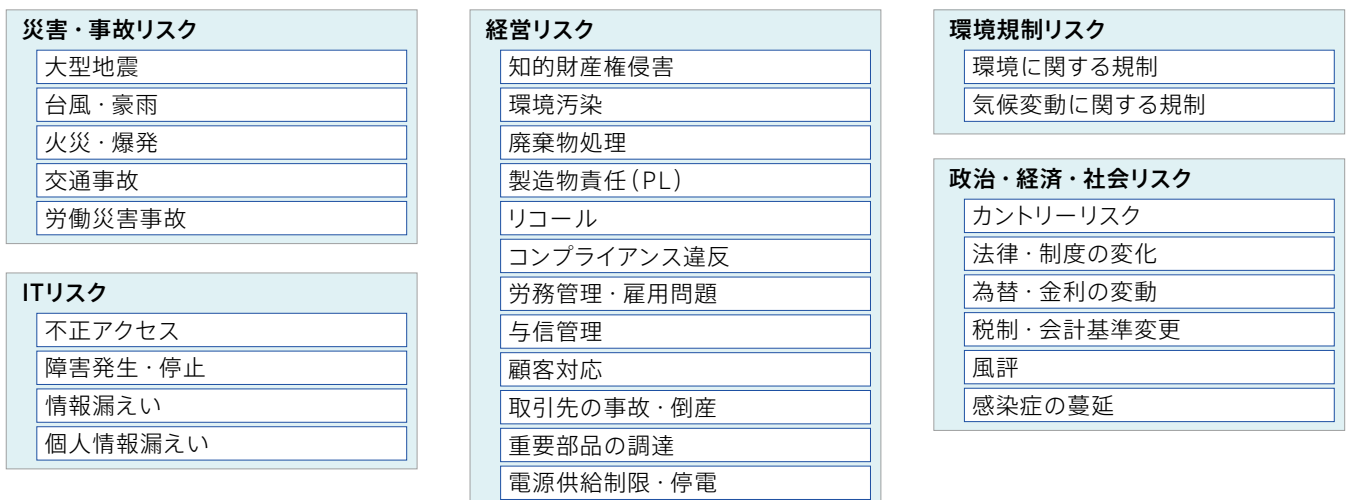 災害・事故リスク
大型地震
台風・豪雨
火災・爆発
交通事故
労働災害事故
ITリスク
不正アクセス
障害発生・停止
情報漏えい
個人情報漏えい
経営リスク
知的財産権侵害
環境汚染
廃棄物処理
製造物責任(PL)
リコール
コンプライアンス違反
労務管理・雇用問題
与信管理
顧客対応
取引先の事故・倒産
重要部品の調達
電源供給制限・停電
環境規制リスク
環境に関する規制
気候変動に関する規制
政治・経済・社会リスク
カントリーリスク
法律・制度の変化
為替・金利の変動
税制・会計基準変更
風評
感染症の蔓延